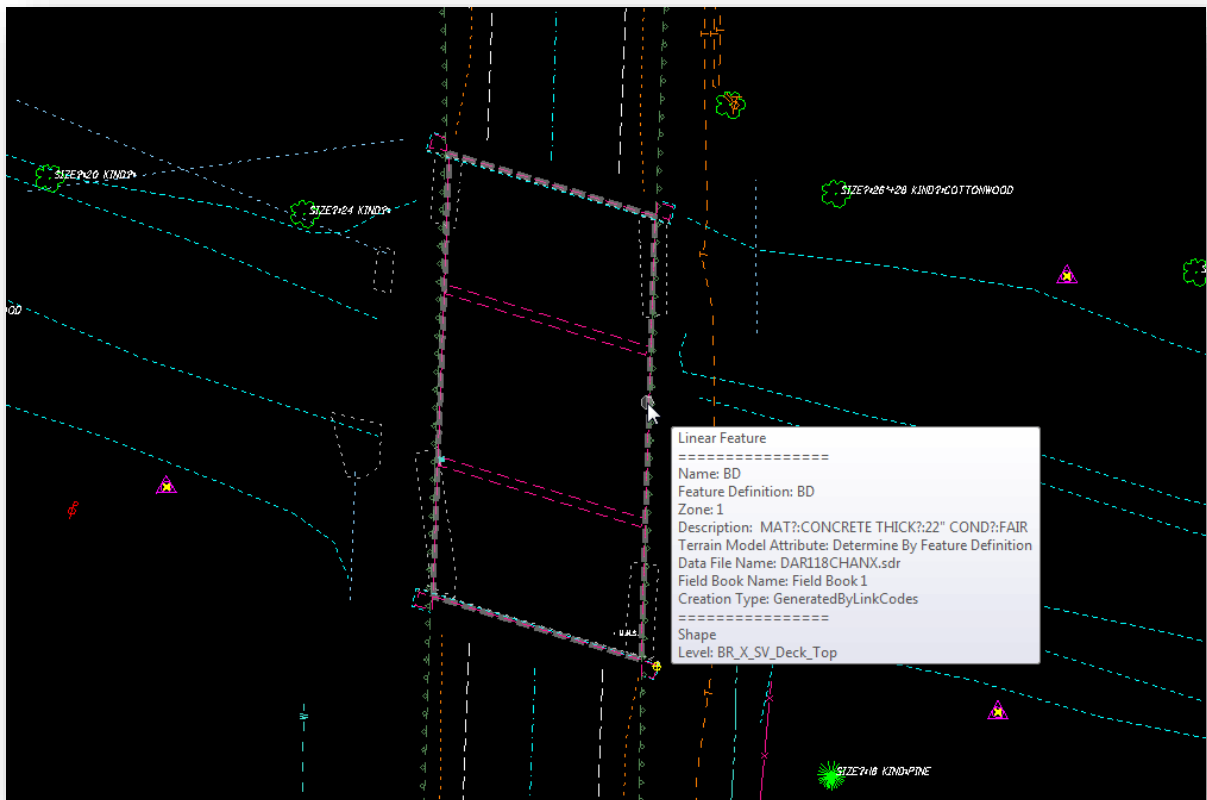 SIZE?:20 KIND?:
SIZE?:24 KIND?:
SIZE?:26"+28 KIND?:COTTONWOOD
OD
Linear Feature
================
Name: BD
Feature Definition: BD
Zone: 1
Description:  MAT?:CONCRETE THICK?:22" COND?:FAIR
Terrain Model Attribute: Determine By Feature Definition
Data File Name: DAR118CHANX.sdr
Field Book Name: Field Book 1
Creation Type: GeneratedByLinkCodes
================
Shape
Level: BR_X_SV_Deck_Top
SIZE?:18 KIND:PINE